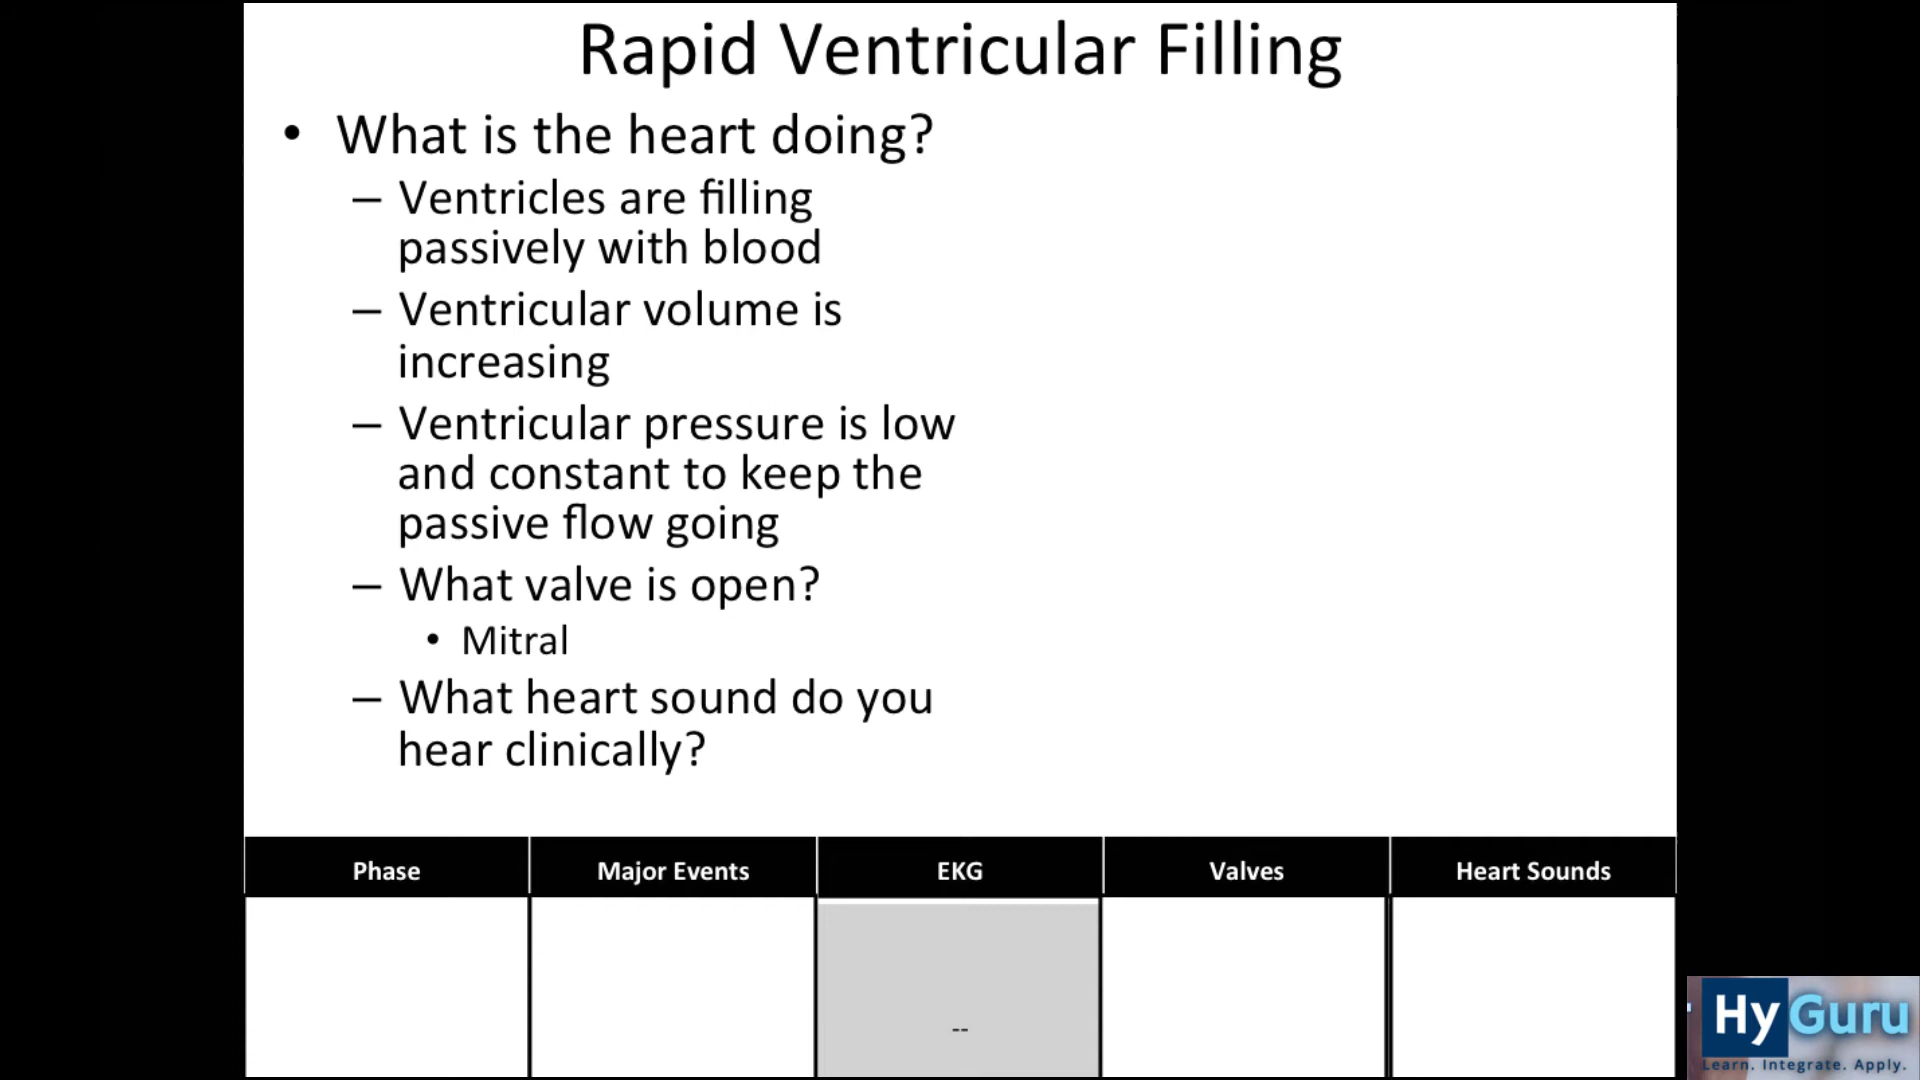 Rapid Ventricular Filling
• What is the heart doing?
– Ventricles are filling
passively with blood
– Ventricular volume is
increasing
– Ventricular pressure is low
and constant to keep the
passive flow going
– What valve is open?
• Mitral
– What heart sound do you
hear clinically?
Phase Major Events EKG Valves Heart Sounds
--
HyGuru
Learn. Integrate. Apply.